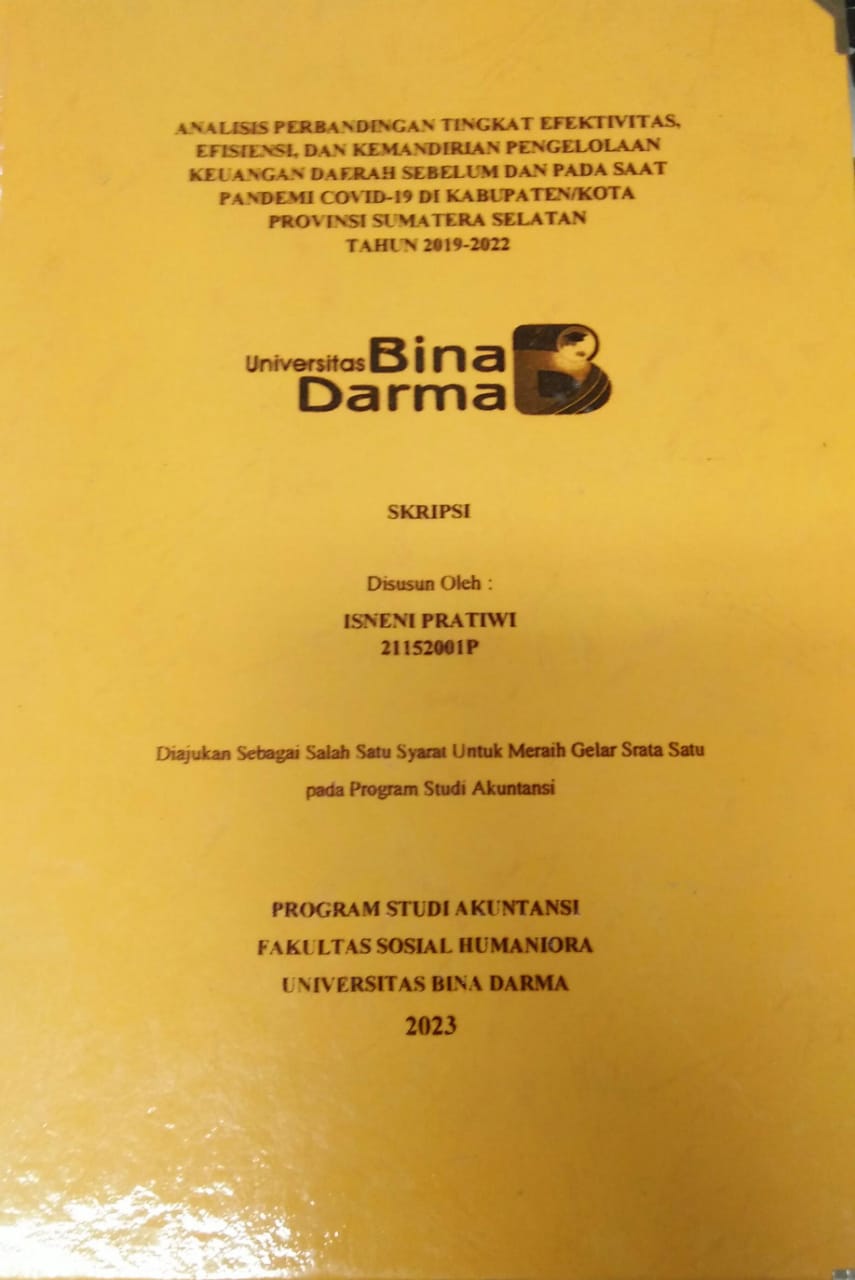 ANALISIS PERBANDINGAN TINGKAT EFEKTIVITAS,
EFISIENSI, DAN KEMANDIRIAN PENGELOLAAN
KEUANGAN DAERAH SEBELUM DAN PADA SAAT
PANDEMI COVID-19 DI KABUPATEN/KOTA
PROVINSI SUMATERA SELATAN
TAHUN 2019-2022
Universitas Bina
Darma
SKRIPSI
Disusun Oleh :
ISNENI PRATIWI
21152001P
Diajukan Sebagai Salah Satu Syarat Untuk Meraih Gelar Srata Satu
pada Program Studi Akuntansi
PROGRAM STUDI AKUNTANSI
FAKULTAS SOSIAL HUMANIORA
UNIVERSITAS BINA DARMA
2023